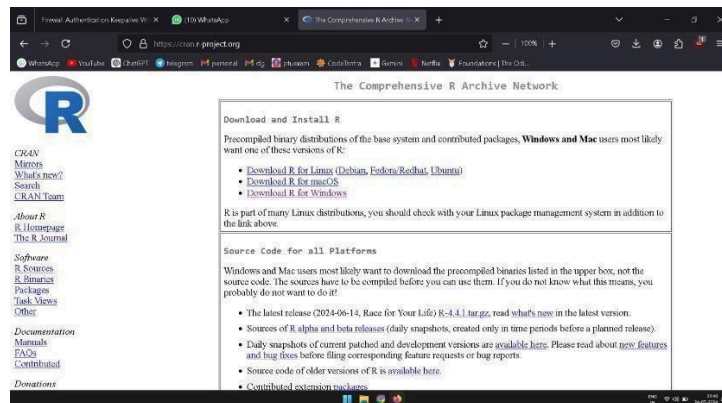 Firewall Authentication Keepalive Wi
(10) WhatsApp
The Comprehensive R Archive N
https://cran.r-project.org
100%
WhatsApp YouTube ChatGPT telegram personal dg ptuexam CodeTantra Gemini Netflix Foundations | The Odi...
The Comprehensive R Archive Network
R
CRAN
Mirrors
What's new?
Search
CRAN Team
About R
R Homepage
The R Journal
Software
R Sources
R Binaries
Packages
Task Views
Other
Documentation
Manuals
FAQs
Contributed
Donations
Download and Install R
Precompiled binary distributions of the base system and contributed packages, Windows and Mac users most likely
want one of these versions of R:
• Download R for Linux (Debian, Fedora/Redhat, Ubuntu)
• Download R for macOS
• Download R for Windows
R is part of many Linux distributions, you should check with your Linux package management system in addition to
the link above.
Source Code for all Platforms
Windows and Mac users most likely want to download the precompiled binaries listed in the upper box, not the
source code. The sources have to be compiled before you can use them. If you do not know what this means, you
probably do not want to do it!
• The latest release (2024-06-14, Race for Your Life) R-4.4.1.tar.gz, read what's new in the latest version.
• Sources of R alpha and beta releases (daily snapshots, created only in time periods before a planned release).
• Daily snapshots of current patched and development versions are available here. Please read about new features
and bug fixes before filing corresponding feature requests or bug reports.
• Source code of older versions of R is available here.
• Contributed extension packages
ENG